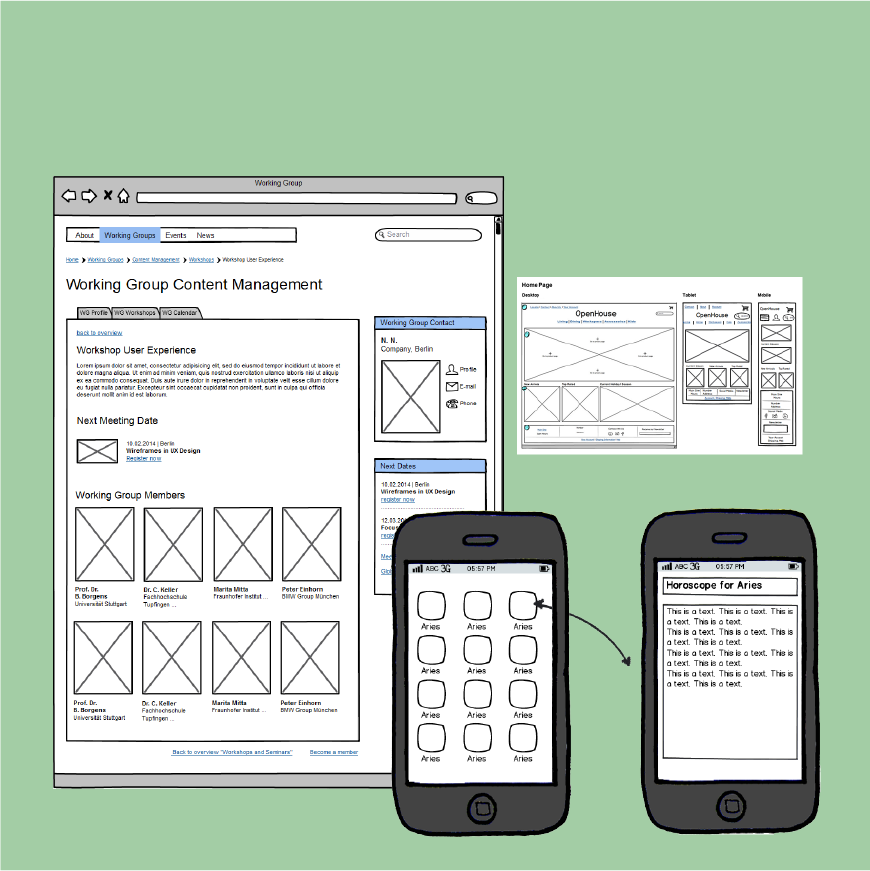 Working Group
About Working Groups Events News
Search
Home Working Groups Content Management Workshops Workshop User Experience
Working Group Content Management
WG Profile WG Workshops WG Calendar
back to overview
Workshop User Experience
Lorem ipsum dolor sit amet, consectetur adipisicing elit, sed do eiusmod tempor incididunt ut labore et
dolore magna aliqua. Ut enim ad minim veniam, quis nostrud exercitation ullamco laboris nisi ut aliquip
ex ea commodo consequat. Duis aute irure dolor in reprehenderit in voluptate velit esse cillum dolore
eu fugiat nulla pariatur. Excepteur sint occaecat cupidatat non proident, sunt in culpa qui officia
deserunt mollit anim id est laborum.
Next Meeting Date
10.02.2014 | Berlin
Wireframes in UX Design
Register now
Working Group Members
Prof. Dr.
B. Borgens
Universität Stuttgart
Dr. C. Keller
Fachhochschule
Tupfingen ...
Marita Mitta
Fraunhofer Institut ...
Peter Einhorn
BMW Group München
Prof. Dr.
B. Borgens
Universität Stuttgart
Dr. C. Keller
Fachhochschule
Tupfingen ...
Marita Mitta
Fraunhofer Institut ...
Peter Einhorn
BMW Group München
Back to overview "Workshops and Seminars" Become a member
Working Group Contact
N. N.
Company, Berlin
Profile
E-mail
Phone
Next Dates
10.02.2014 | Berlin
Wireframes in UX Design
register now
12.03
Focus
Home Page
Desktop
OpenHouse
Tablet
OpenHouse
Mobile
OpenHouse
ABC 3G 05:57 PM
Aries Aries Aries
Aries Aries Aries
Aries Aries Aries
Aries Aries Aries
ABC 3G 05:57 PM
Horoscope for Aries
This is a text. This is a text. This is
a text. This is a text.
This is a text. This is a text. This is
a text. This is a text.
This is a text. This is a text. This is
a text. This is a text.
This is a text. This is a text. This is
a text. This is a text.